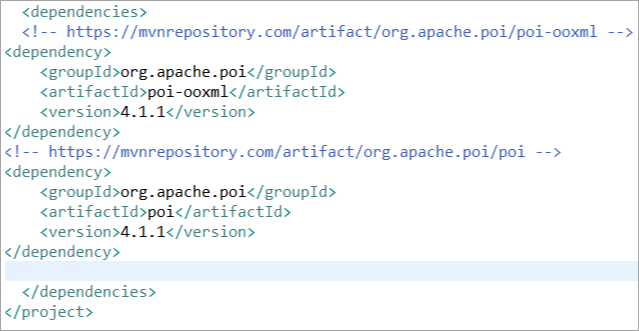 <dependencies>
<!-- https://mvnrepository.com/artifact/org.apache.poi/poi-ooxml -->
<dependency>
<groupId>org.apache.poi</groupId>
<artifactId>poi-ooxml</artifactId>
<version>4.1.1</version>
</dependency>
<!-- https://mvnrepository.com/artifact/org.apache.poi/poi -->
<dependency>
<groupId>org.apache.poi</groupId>
<artifactId>poi</artifactId>
<version>4.1.1</version>
</dependency>
</dependencies>
</project>